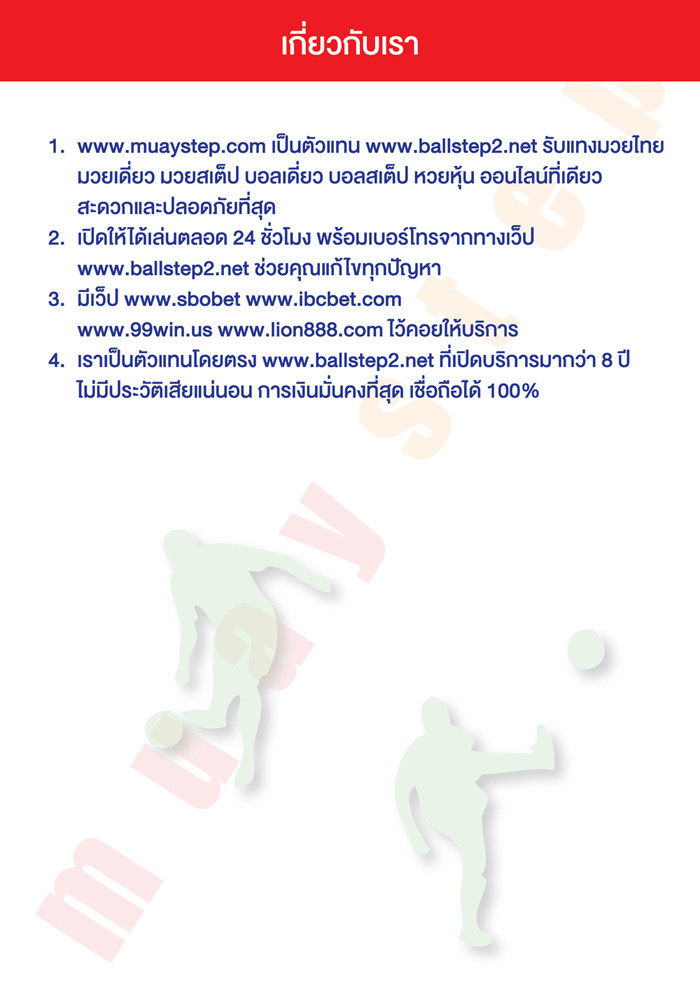 เกี่ยวกับเรา
1. www.muaystep.com เป็นตัวแทน www.ballstep2.net รับแทงมวยไทย
มวยเดี่ยว มวยสเต็ป บอลเดี่ยว บอลสเต็ป หวยหุ้น ออนไลน์ที่เดียว
สะดวกและปลอดภัยที่สุด
2. เปิดให้ได้เล่นตลอด 24 ชั่วโมง พร้อมเบอร์โทรจากทางเว็ป
www.ballstep2.net ช่วยคุณแก้ไขทุกปัญหา
3. มีเว็ป www.sbobet www.ibcbet.com
www.99win.us www.lion888.com ไว้คอยให้บริการ
4. เราเป็นตัวแทนโดยตรง www.ballstep2.net ที่เปิดบริการมากว่า 8 ปี
ไม่มีประวัติเสียแน่นอน การเงินมั่นคงที่สุด เชื่อถือได้ 100%
muaystep